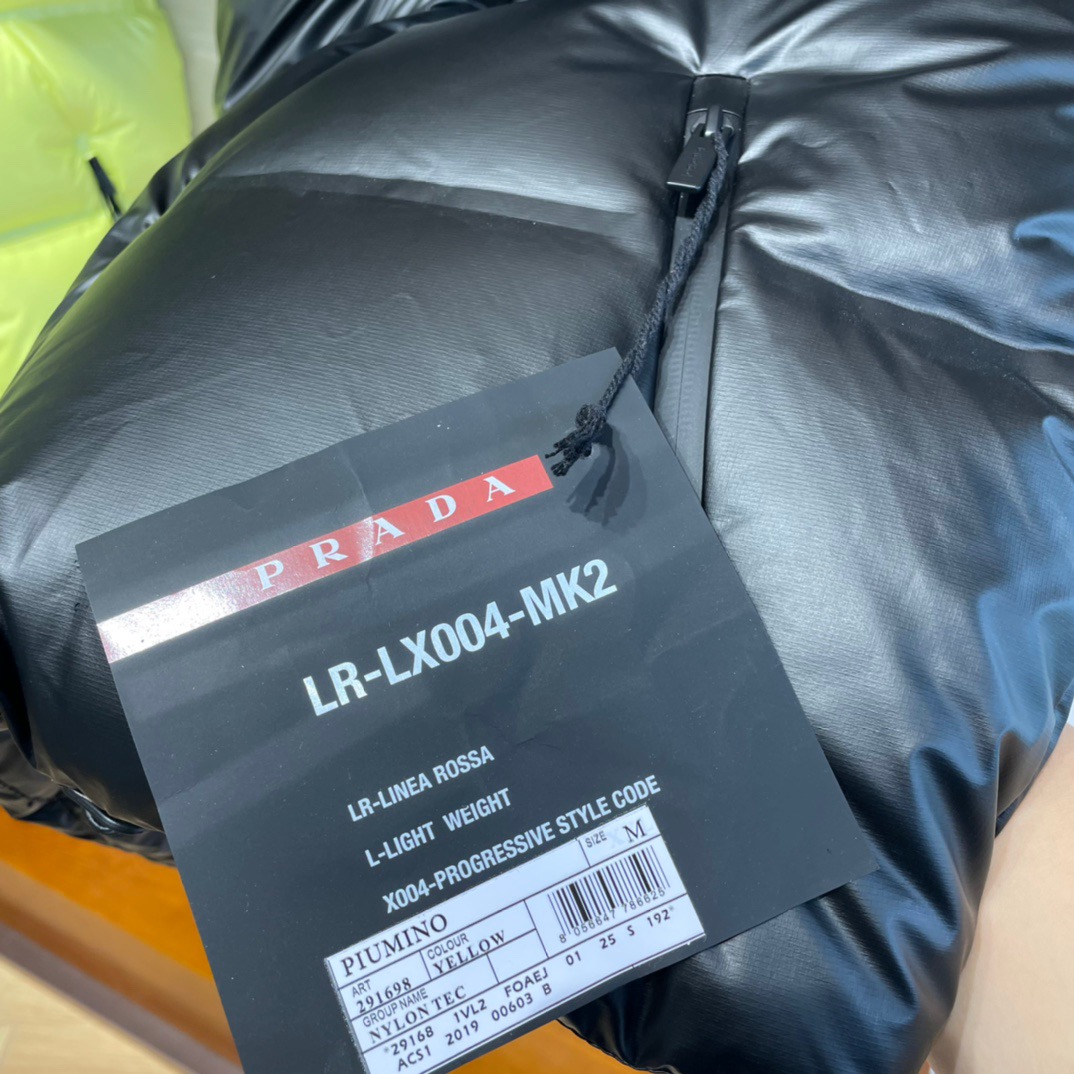 PRADA
LR-LX004-MK2
LR-LINEA ROSSA
L-LIGHT WEIGHT
X004-PROGRESSIVE STYLE CODE
SIZE M
PIUMINO
ART
291698
COLOUR
YELLOW
GROUP NAME
NYLON TEC
*29168 1VL2 FOAEJ 01 25 S 192*
ACS1 2019 00603 B